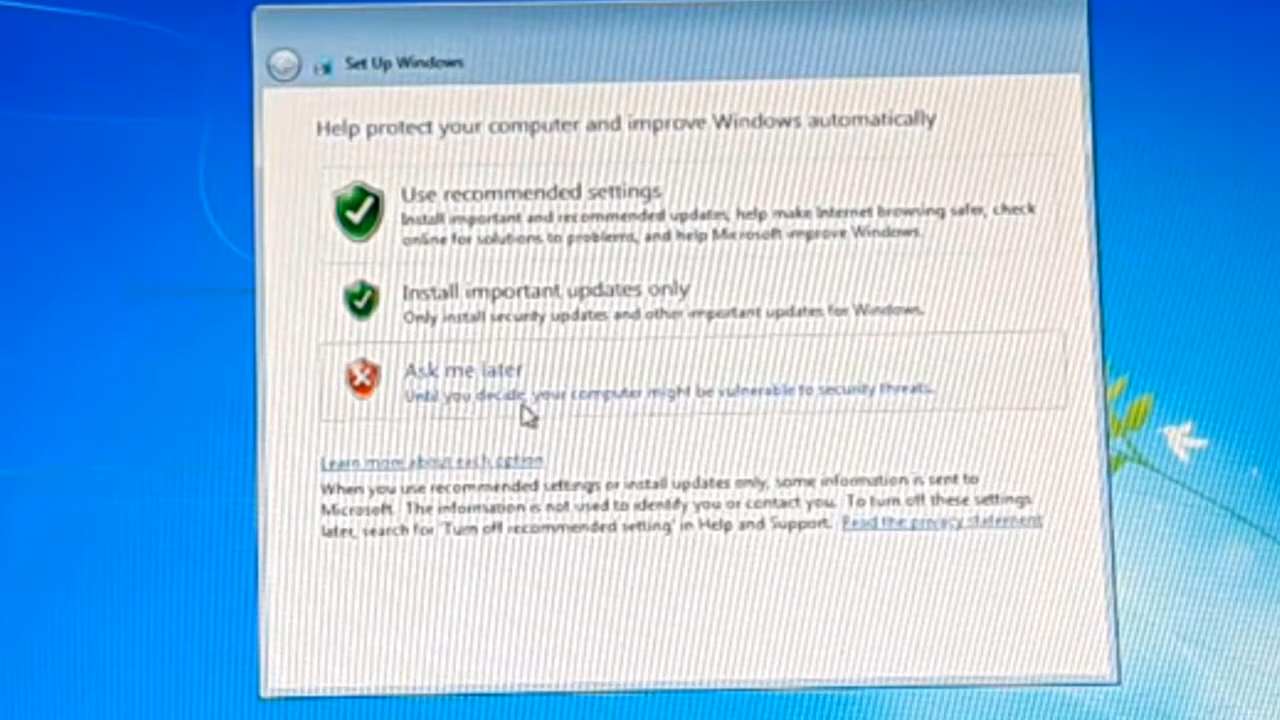 Set Up Windows
Help protect your computer and improve Windows automatically
Use recommended settings
Install important and recommended updates, help make Internet browsing safer, check
online for solutions to problems, and help Microsoft improve Windows.
Install important updates only
Only install security updates and other important updates for Windows.
Ask me later
Until you decide, your computer might be vulnerable to security threats.
Learn more about each option
When you use recommended settings or install updates only, some information is sent to
Microsoft. The information is not used to identify you or contact you. To turn off these settings
later, search for 'Turn off recommended setting' in Help and Support. Read the privacy statement